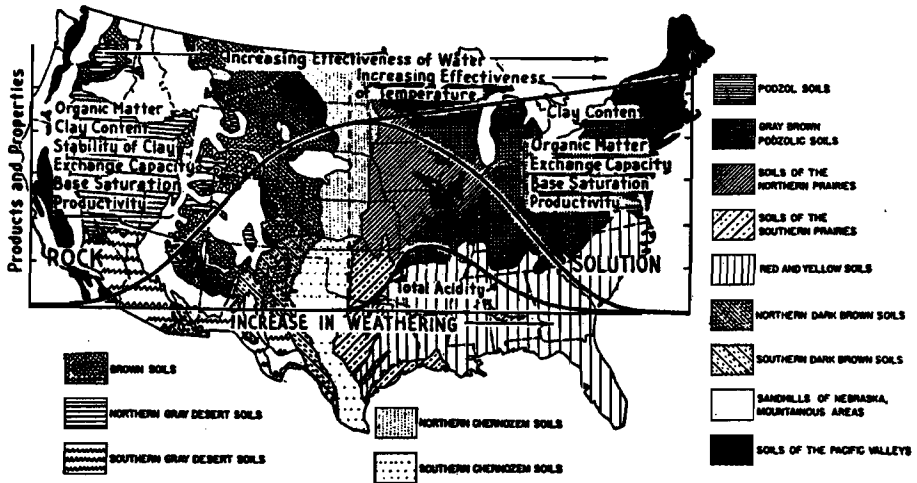 Increasing Effectiveness of Water
Increasing Effectiveness
of Temperature
Products and Properties
Organic Matter
Clay Content
Stability of Clay
Exchange Capacity
Base Saturation
Productivity
Clay Content
Organic Matter
Exchange Capacity
Base Saturation
Productivity
ROCK
SOLUTION
Total Acidity
INCREASE IN WEATHERING
BROWN SOILS
NORTHERN GRAY DESERT SOILS
SOUTHERN GRAY DESERT SOILS
NORTHERN CHERNOZEM SOILS
SOUTHERN CHERNOZEM SOILS
PODZOL SOILS
GRAY BROWN
PODZOLIC SOILS
SOILS OF THE
NORTHERN PRAIRIES
SOILS OF THE
SOUTHERN PRAIRIES
RED AND YELLOW SOILS
NORTHERN DARK BROWN SOILS
SOUTHERN DARK BROWN SOILS
SANDHILLS OF NEBRASKA,
MOUNTAINOUS AREAS
SOILS OF THE PACIFIC VALLEYS